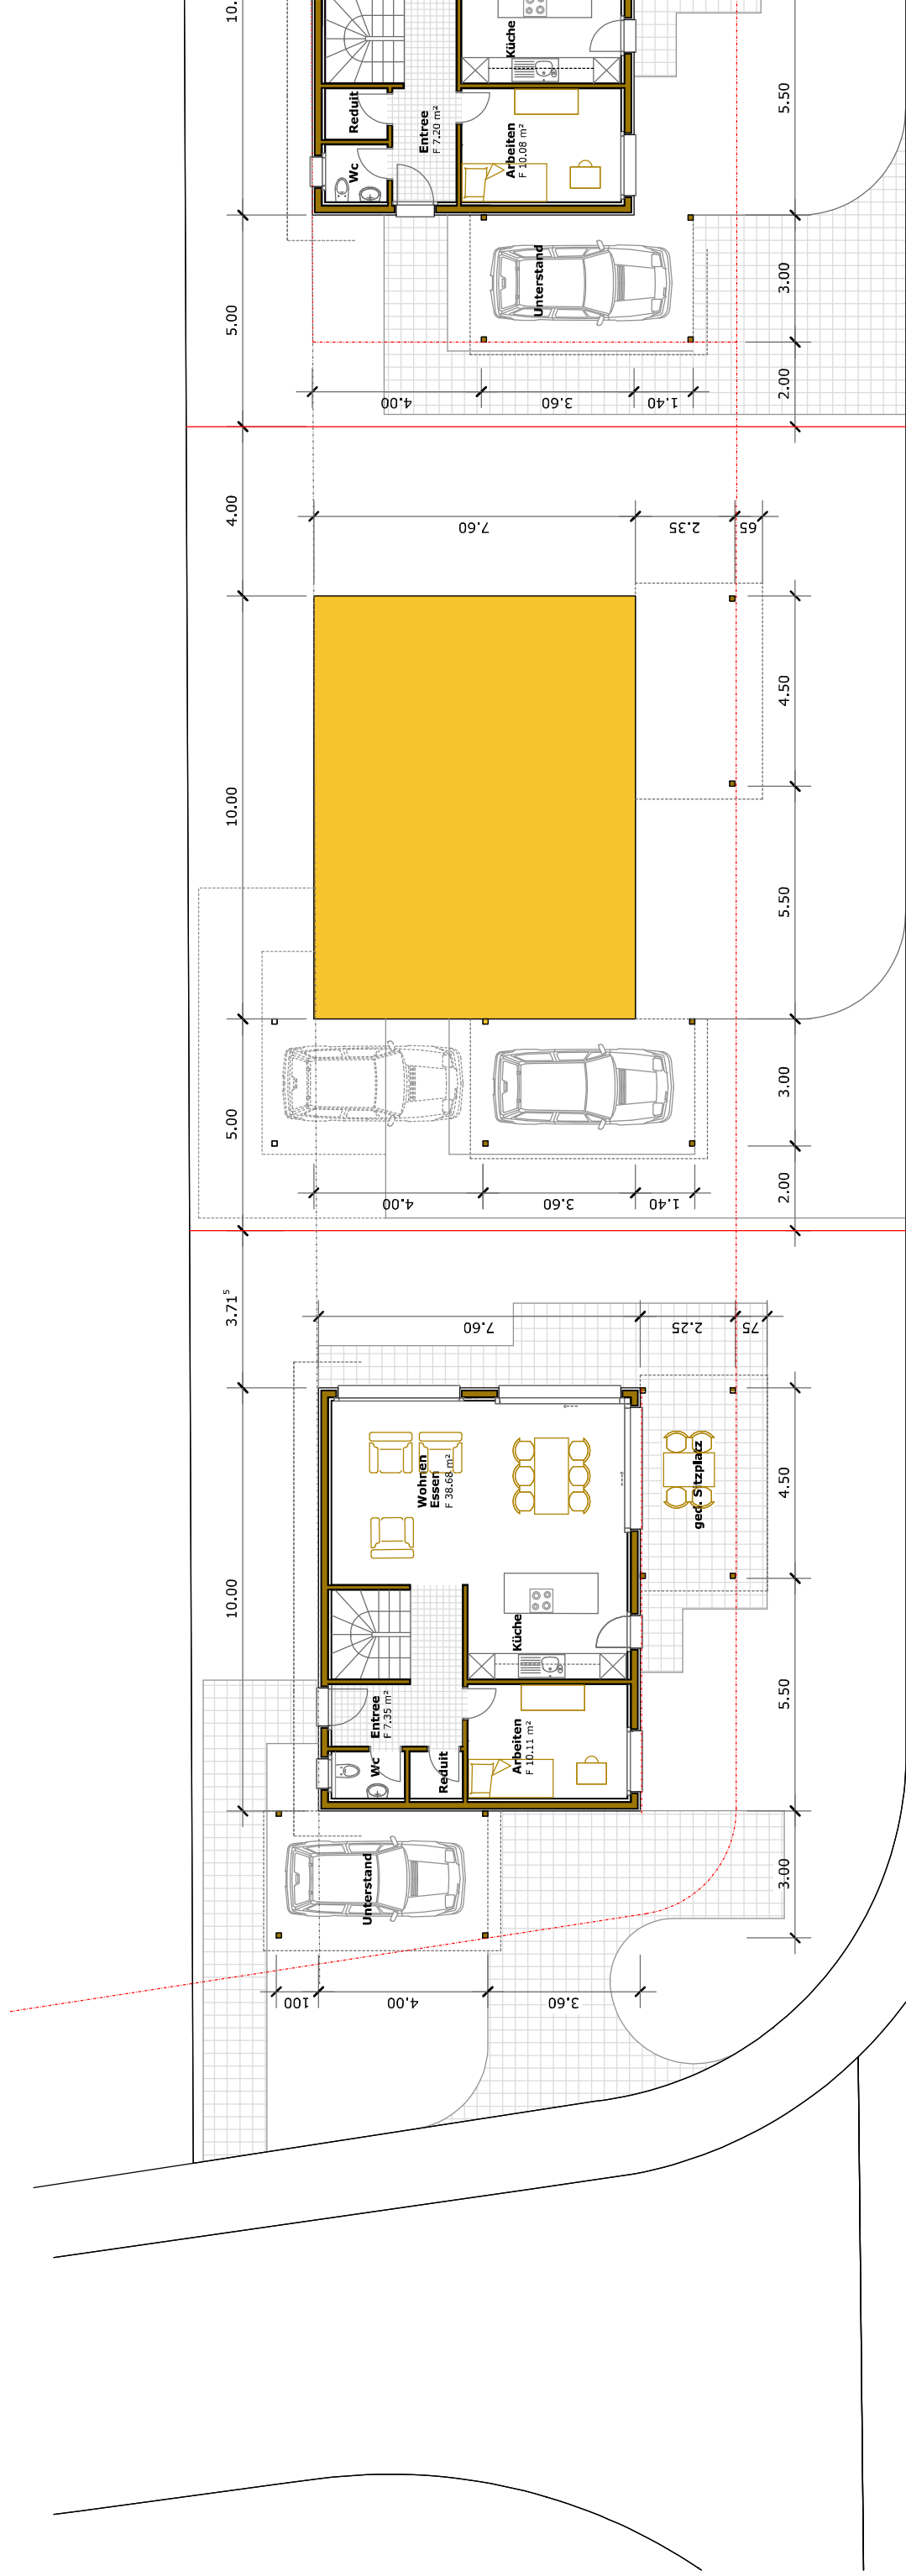 10.
Küche
5.50
Reduit
Wc
Entree
F 7.20 m²
Arbeiten
F 10.08 m²
Unterstand
5.00
3.00
2.00
4.00
3.60
1.40
4.00
7.60
2.35
65
10.00
4.50
5.50
5.00
3.00
2.00
4.00
3.60
1.40
3.71⁵
7.60
2.25
75
Wohnen
Essen
F 38.68 m²
ged. Sitzplatz
4.50
10.00
Küche
5.50
Entree
F 7.35 m²
Wc
Reduit
Arbeiten
F 10.11 m²
Unterstand
3.00
100
4.00
3.60